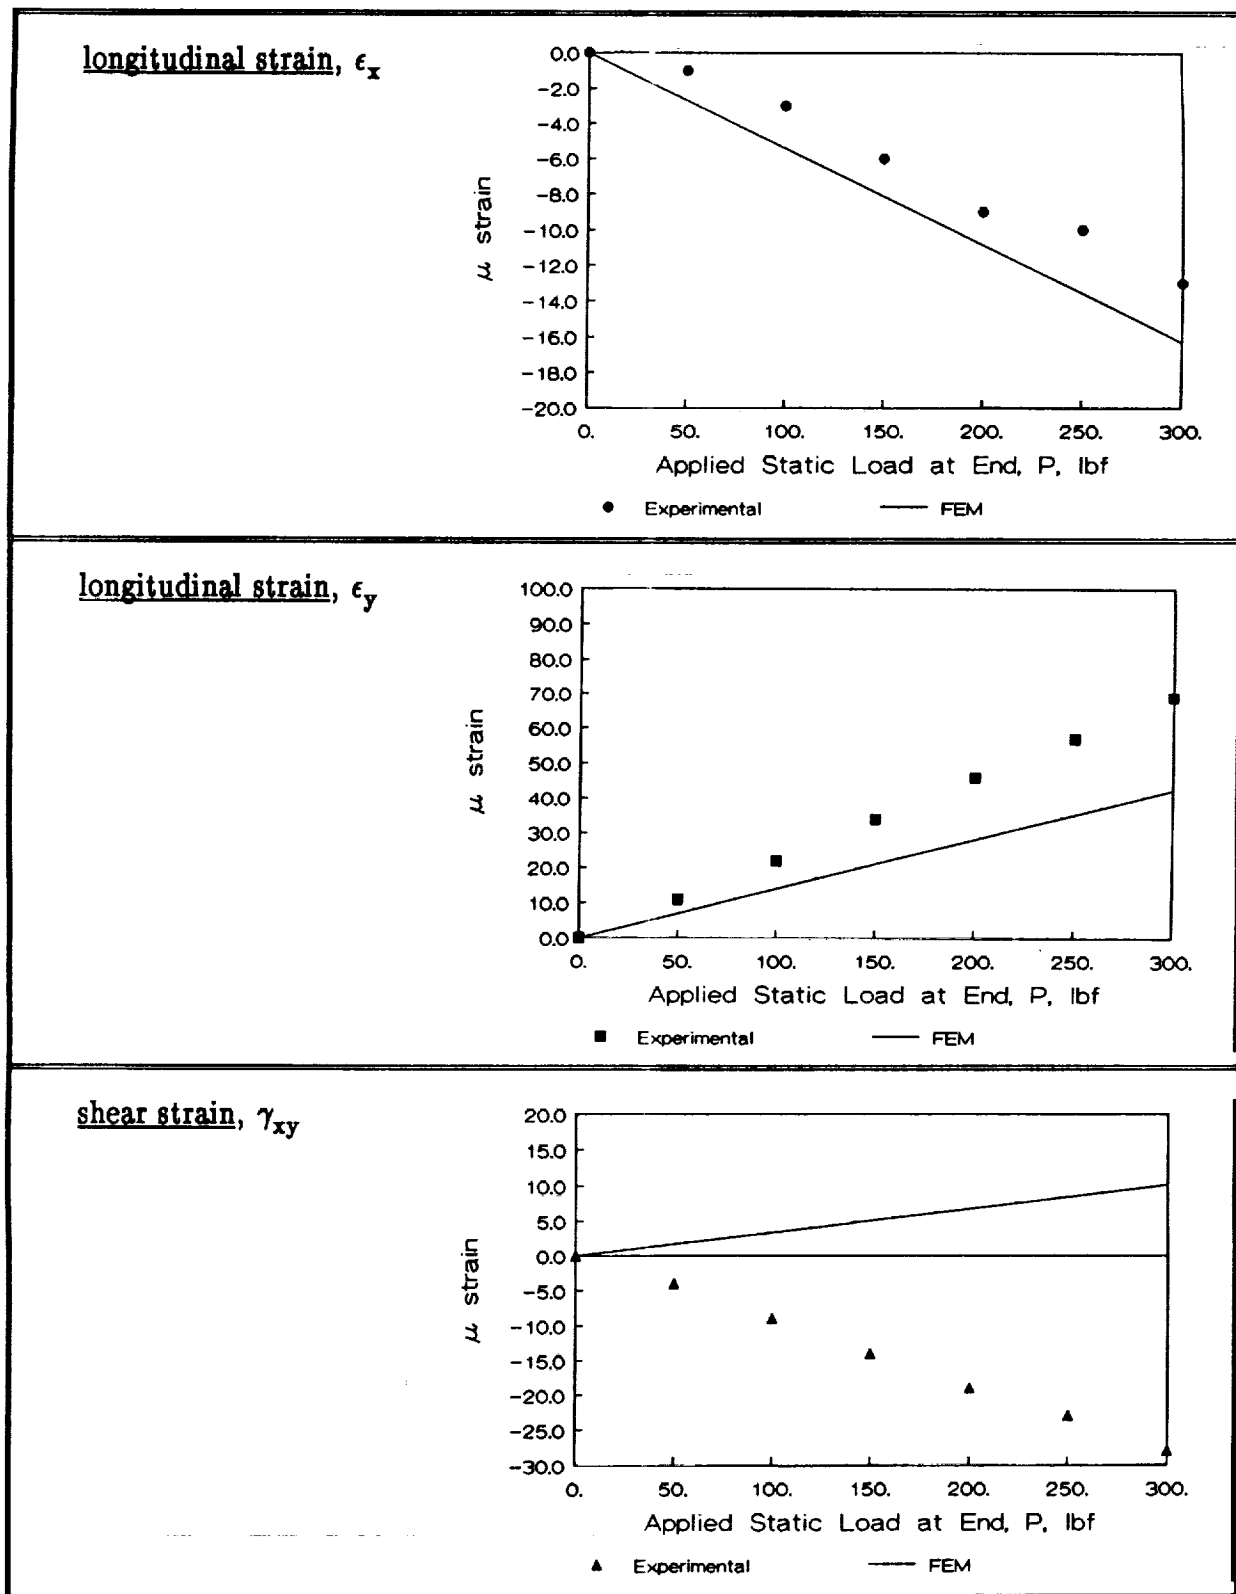 longitudinal strain, ϵx
0.0
−2.0
−4.0
−6.0
−8.0
−10.0
−12.0
−14.0
−16.0
−18.0
−20.0
μ strain
0. 50. 100. 150. 200. 250. 300.
Applied Static Load at End, P, lbf
Experimental FEM
longitudinal strain, ϵy
100.0
90.0
80.0
70.0
60.0
50.0
40.0
30.0
20.0
10.0
0.0
μ strain
0. 50. 100. 150. 200. 250. 300.
Applied Static Load at End, P, lbf
Experimental FEM
shear strain, γxy
20.0
15.0
10.0
5.0
0.0
−5.0
−10.0
−15.0
−20.0
−25.0
−30.0
μ strain
0. 50. 100. 150. 200. 250. 300.
Applied Static Load at End, P, lbf
Experimental FEM